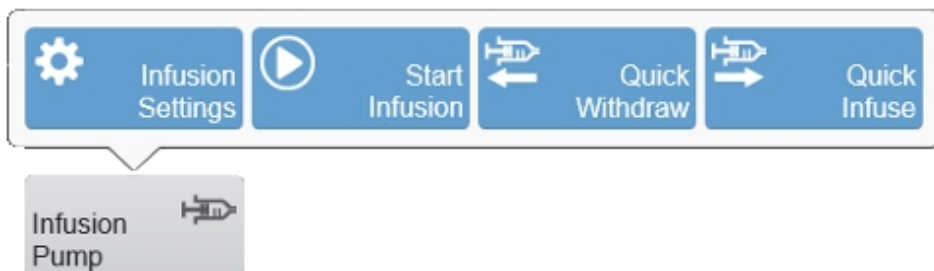 Infusion
Settings
Start
Infusion
Quick
Withdraw
Quick
Infuse
Infusion
Pump